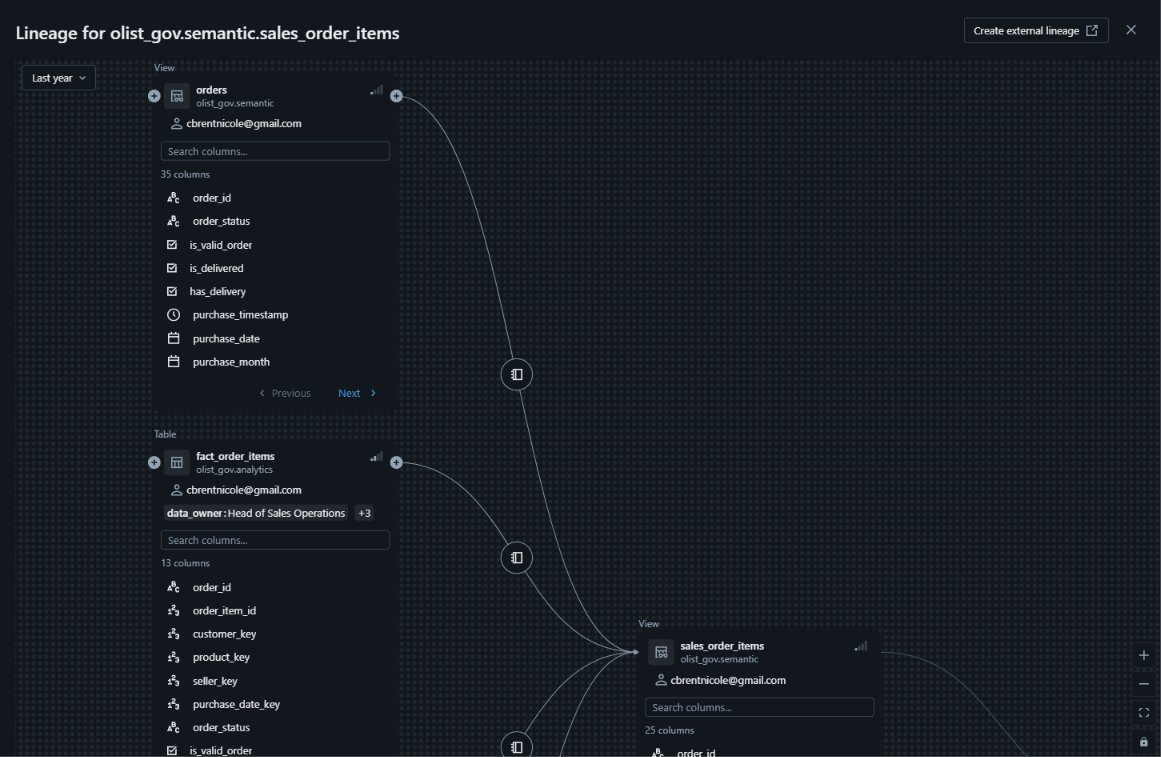 Lineage for olist_gov.semantic.sales_order_items
Create external lineage
Last year
View
orders
olist_gov.semantic
cbrentnicole@gmail.com
Search columns...
35 columns
order_id
order_status
is_valid_order
is_delivered
has_delivery
purchase_timestamp
purchase_date
purchase_month
Previous Next
Table
fact_order_items
olist_gov.analytics
cbrentnicole@gmail.com
data_owner: Head of Sales Operations +3
Search columns...
13 columns
order_id
order_item_id
customer_key
product_key
seller_key
purchase_date_key
order_status
is_valid_order
View
sales_order_items
olist_gov.semantic
cbrentnicole@gmail.com
Search columns...
25 columns
order_id